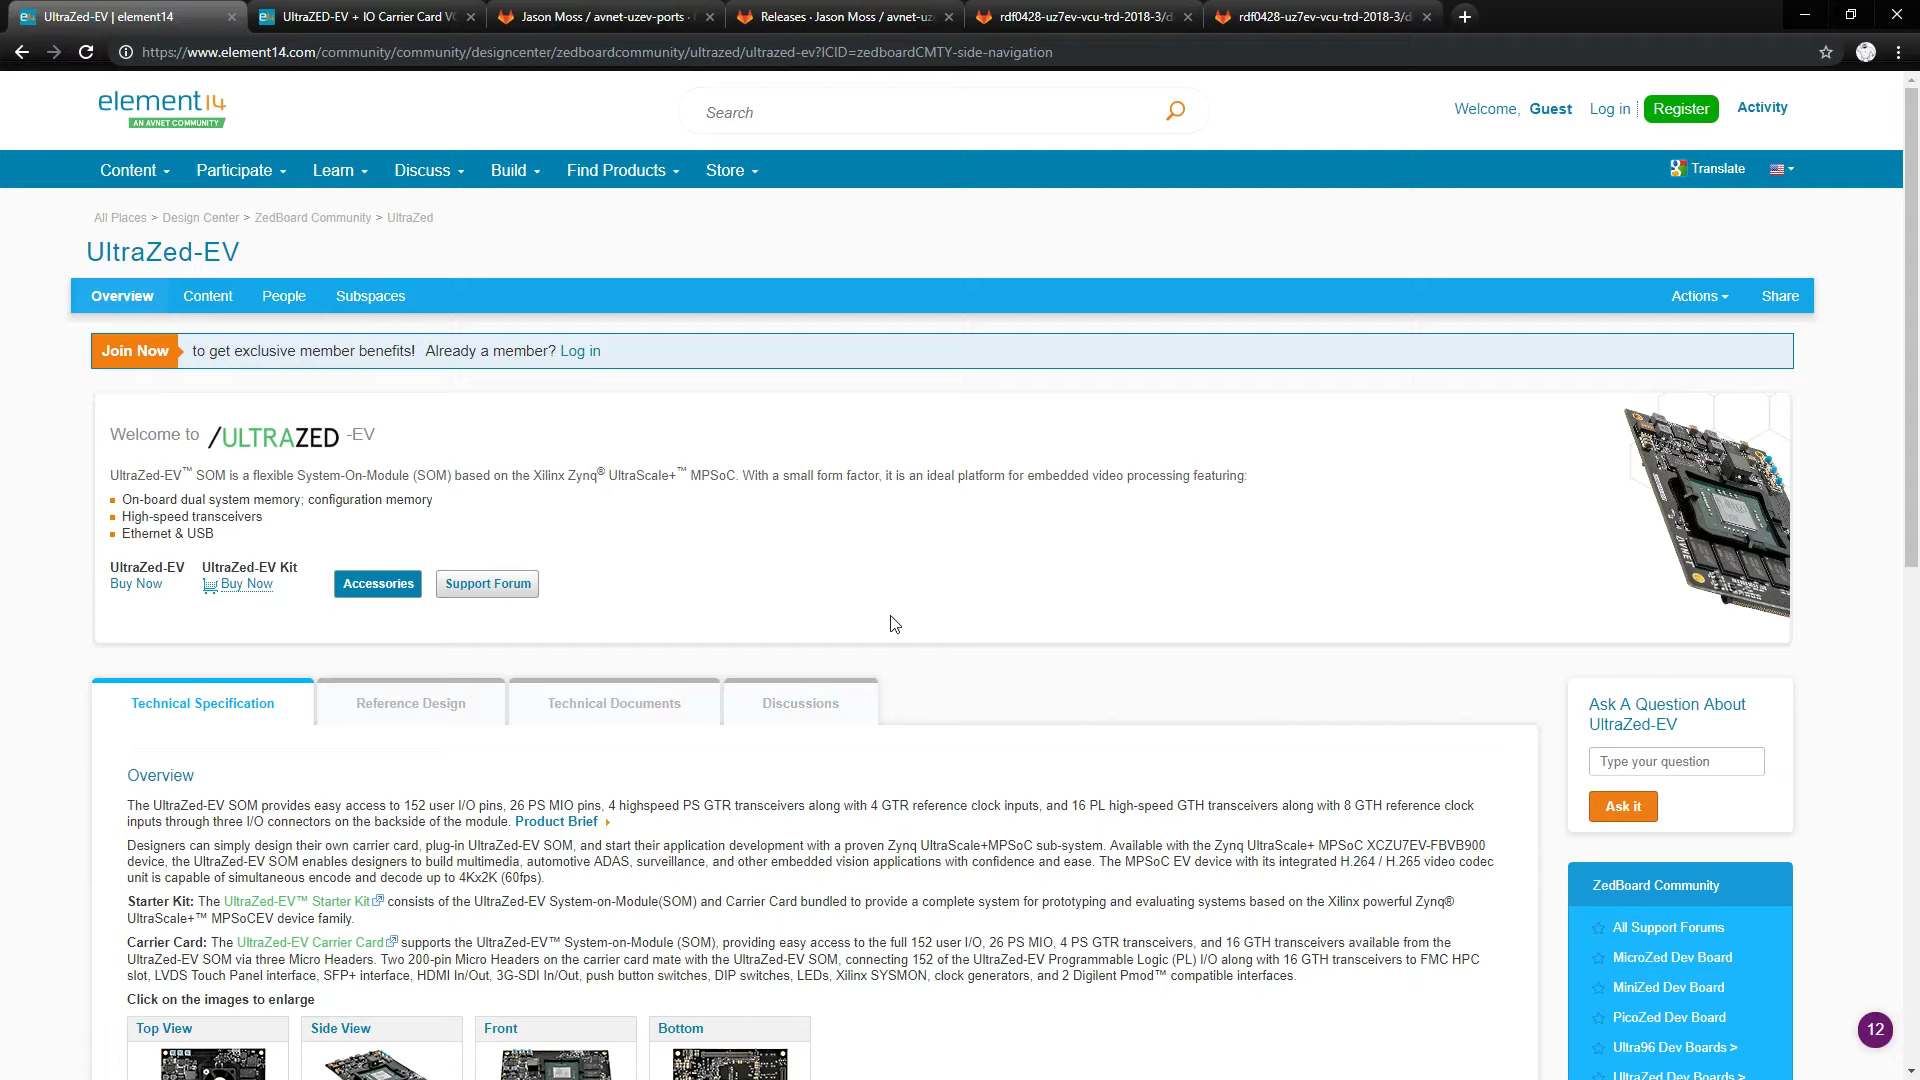 UltraZed-EV | element14
UltraZED-EV + IO Carrier Card VC
Jason Moss / avnet-uzev-ports ·
Releases · Jason Moss / avnet-uz
rdf0428-uz7ev-vcu-trd-2018-3/d
rdf0428-uz7ev-vcu-trd-2018-3/d
https://www.element14.com/community/community/designcenter/zedboardcommunity/ultrazed/ultrazed-ev?ICID=zedboardCMTY-side-navigation
element14
AN AVNET COMMUNITY
Search
Welcome, Guest Log in Register Activity
Content Participate Learn Discuss Build Find Products Store
Translate
All Places > Design Center > ZedBoard Community > UltraZed
UltraZed-EV
Overview Content People Subspaces Actions Share
Join Now to get exclusive member benefits! Already a member? Log in
Welcome to /ULTRAZED -EV
UltraZed-EV™ SOM is a flexible System-On-Module (SOM) based on the Xilinx Zynq® UltraScale+™ MPSoC. With a small form factor, it is an ideal platform for embedded video processing featuring:
On-board dual system memory; configuration memory
High-speed transceivers
Ethernet & USB
UltraZed-EV UltraZed-EV Kit
Buy Now Buy Now Accessories Support Forum
AVNET
Technical Specification Reference Design Technical Documents Discussions
Overview
The UltraZed-EV SOM provides easy access to 152 user I/O pins, 26 PS MIO pins, 4 highspeed PS GTR transceivers along with 4 GTR reference clock inputs, and 16 PL high-speed GTH transceivers along with 8 GTH reference clock
inputs through three I/O connectors on the backside of the module. Product Brief
Designers can simply design their own carrier card, plug-in UltraZed-EV SOM, and start their application development with a proven Zynq UltraScale+MPSoC sub-system. Available with the Zynq UltraScale+ MPSoC XCZU7EV-FBVB900
device, the UltraZed-EV SOM enables designers to build multimedia, automotive ADAS, surveillance, and other embedded vision applications with confidence and ease. The MPSoC EV device with its integrated H.264 / H.265 video codec
unit is capable of simultaneous encode and decode up to 4Kx2K (60fps).
Starter Kit: The UltraZed-EV™ Starter Kit consists of the UltraZed-EV System-on-Module(SOM) and Carrier Card bundled to provide a complete system for prototyping and evaluating systems based on the Xilinx powerful Zynq®
UltraScale+™ MPSoCEV device family.
Carrier Card: The UltraZed-EV Carrier Card supports the UltraZed-EV™ System-on-Module (SOM), providing easy access to the full 152 user I/O, 26 PS MIO, 4 PS GTR transceivers, and 16 GTH transceivers available from the
UltraZed-EV SOM via three Micro Headers. Two 200-pin Micro Headers on the carrier card mate with the UltraZed-EV SOM, connecting 152 of the UltraZed-EV Programmable Logic (PL) I/O along with 16 GTH transceivers to FMC HPC
slot, LVDS Touch Panel interface, SFP+ interface, HDMI In/Out, 3G-SDI In/Out, push button switches, DIP switches, LEDs, Xilinx SYSMON, clock generators, and 2 Digilent Pmod™ compatible interfaces.
Click on the images to enlarge
Top View Side View Front Bottom
Ask A Question About
UltraZed-EV
Type your question
Ask it
ZedBoard Community
All Support Forums
MicroZed Dev Board
MiniZed Dev Board
PicoZed Dev Board
Ultra96 Dev Boards >
UltraZed Dev Boards >
12